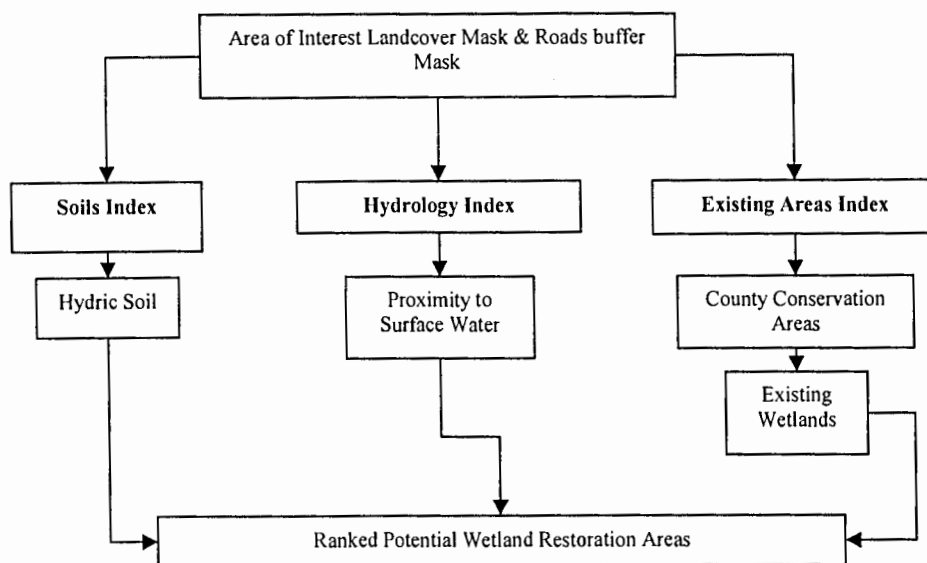 Area of Interest Landcover Mask & Roads buffer
Mask
Soils Index
Hydrology Index
Existing Areas Index
Hydric Soil
Proximity to
Surface Water
County Conservation
Areas
Existing
Wetlands
Ranked Potential Wetland Restoration Areas